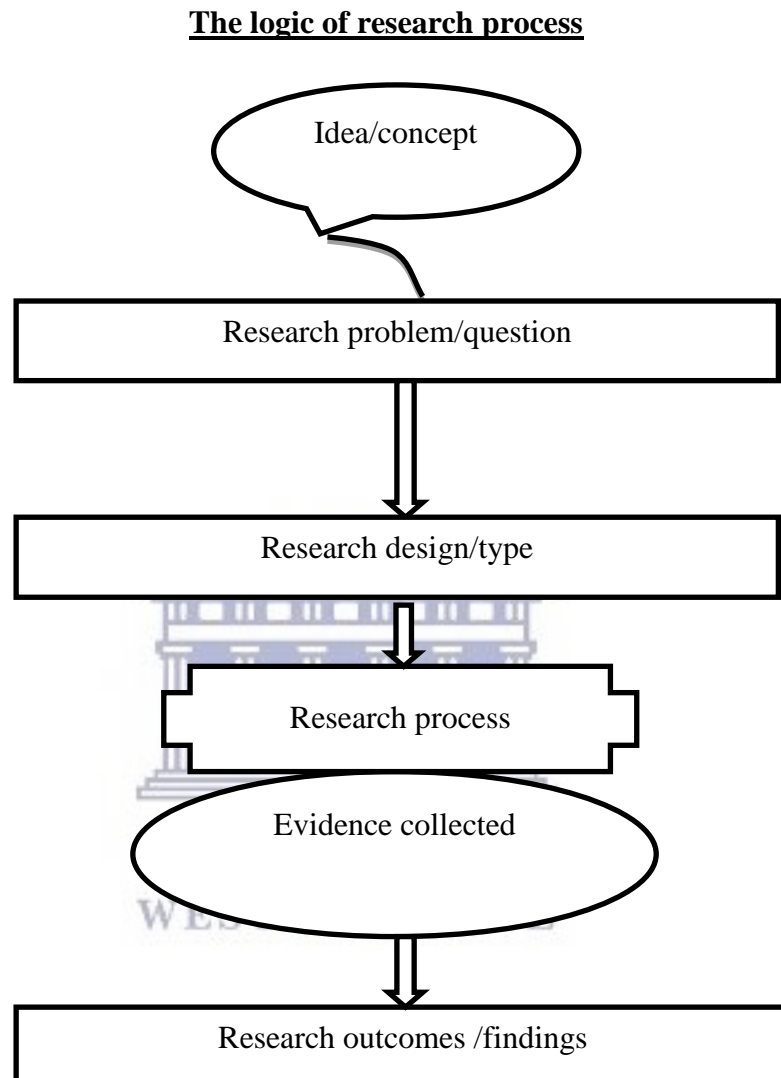 The logic of research process
Idea/concept
Research problem/question
Research design/type
Research process
Evidence collected
Research outcomes /findings